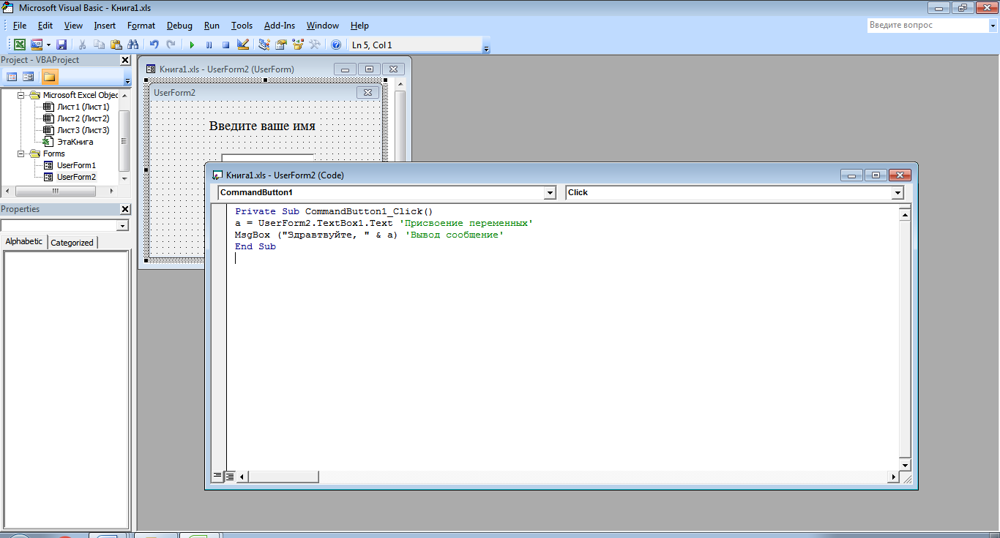 Microsoft Visual Basic - Книга1.xls
File Edit View Insert Format Debug Run Tools Add-Ins Window Help
Введите вопрос
Ln 5, Col 1
Project - VBAProject
Microsoft Excel Objec
Лист1 (Лист1)
Лист2 (Лист2)
Лист3 (Лист3)
ЭтаКнига
Forms
UserForm1
UserForm2
Properties
Alphabetic Categorized
Книга1.xls - UserForm2 (UserForm)
UserForm2
Введите ваше имя
Книга1.xls - UserForm2 (Code)
CommandButton1 Click
Private Sub CommandButton1_Click()
a = UserForm2.TextBox1.Text 'Присвоение переменных'
MsgBox ("Здравтвуйте, " & a) 'Вывод сообщение'
End Sub